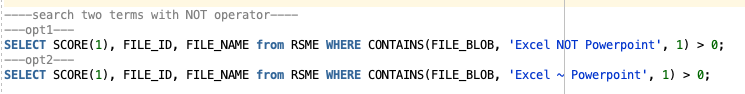 ----search two terms with NOT operator----
---opt1---
SELECT SCORE(1), FILE_ID, FILE_NAME from RSME WHERE CONTAINS(FILE_BLOB, 'Excel NOT Powerpoint', 1) > 0;
---opt2---
SELECT SCORE(1), FILE_ID, FILE_NAME from RSME WHERE CONTAINS(FILE_BLOB, 'Excel ~ Powerpoint', 1) > 0;